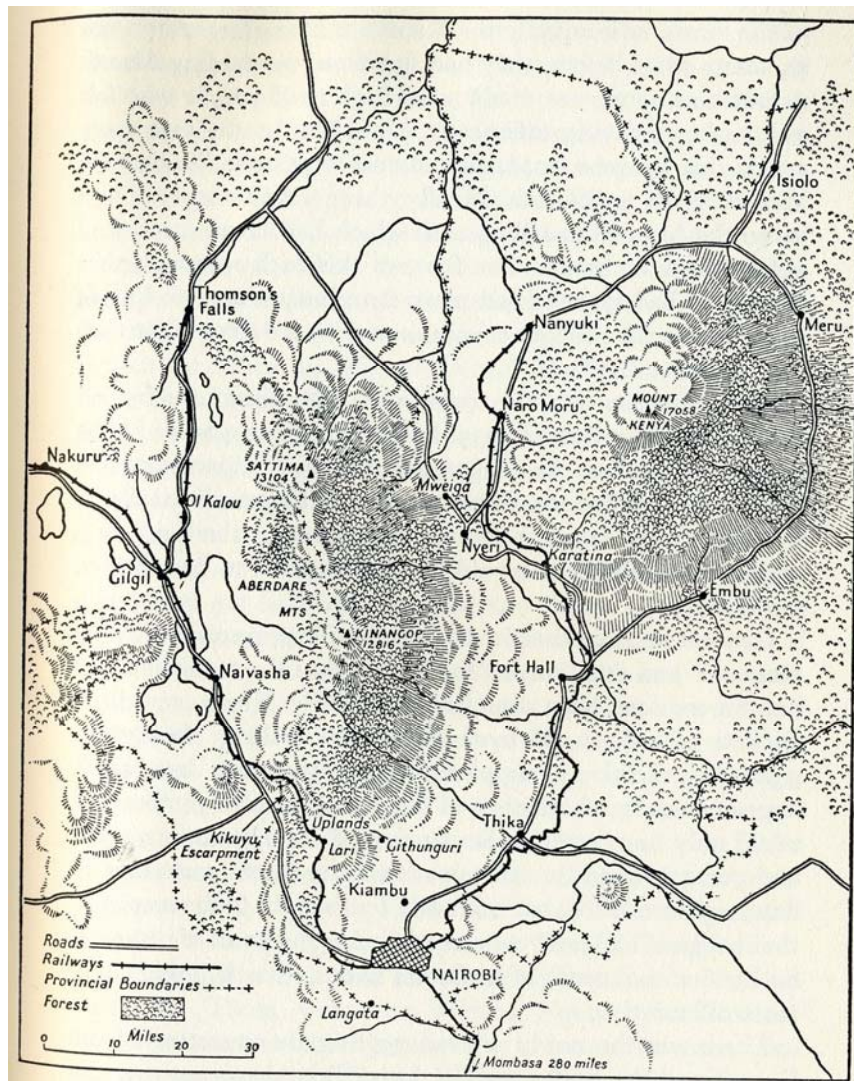 Isiolo
Thomson's
Falls
Nanyuki
Meru
MOUNT
17058
KENYA
Naro Moru
Nakuru
SATTIMA
13104
Mweiga
Ol Kalou
Nyeri
Karatina
Gilgil
ABERDARE
MTS
Embu
KINANGOP
12816
Fort Hall
Naivasha
Uplands
Thika
Kikuyu
Escarpment
Lari
Githunguri
Kiambu
Roads
Railways
Provincial Boundaries
NAIROBI
Forest
Langata
Miles
0 10 20 30
Mombasa 280 miles